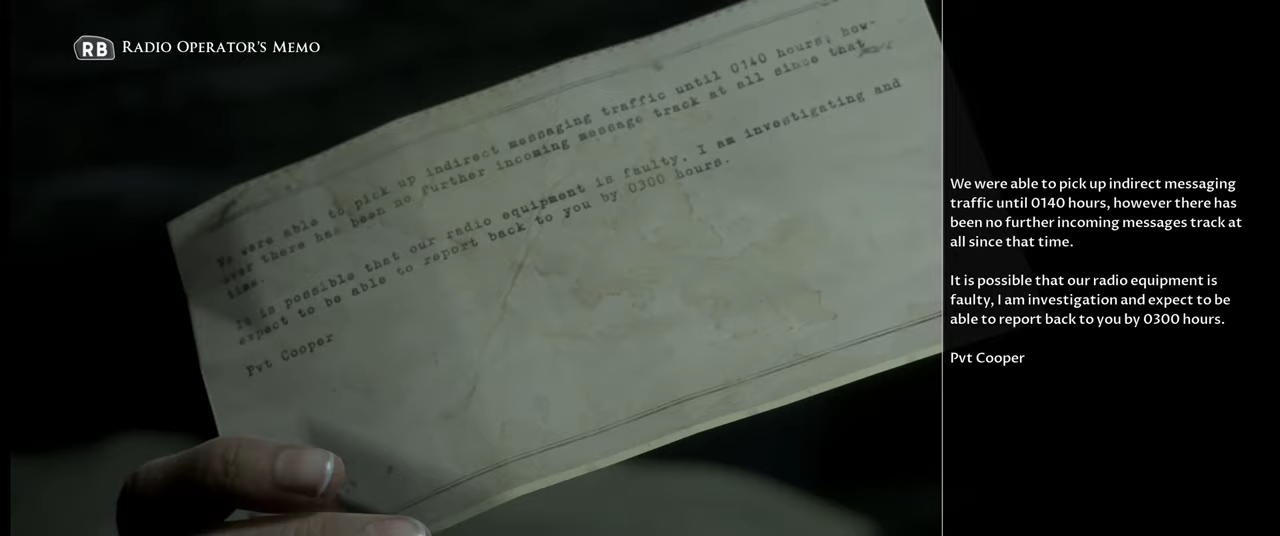 RB RADIO OPERATOR'S MEMO
We were able to pick up indirect messaging traffic until 0140 hours, how-
ever there has been no further incoming message track at all since that
time.
It is possible that our radio equipment is faulty, I am investigating and
expect to be able to report back to you by 0300 hours.
Pvt Cooper
We were able to pick up indirect messaging
traffic until 0140 hours, however there has
been no further incoming messages track at
all since that time.
It is possible that our radio equipment is
faulty, I am investigation and expect to be
able to report back to you by 0300 hours.
Pvt Cooper